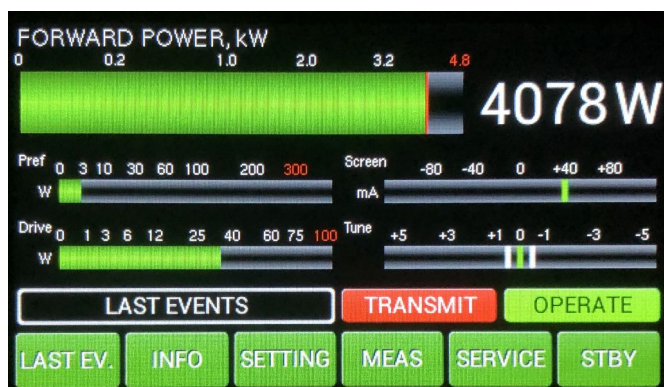 FORWARD POWER, kW
0 0.2 1.0 2.0 3.2 4.8
4078 W
Pref W 0 3 10 30 60 100 200 300
Screen mA -80 -40 0 +40 +80
Drive W 0 1 3 6 12 25 40 60 75 100
Tune +5 +3 +1 0 -1 -3 -5
LAST EVENTS TRANSMIT OPERATE
LAST EV. INFO SETTING MEAS SERVICE STBY